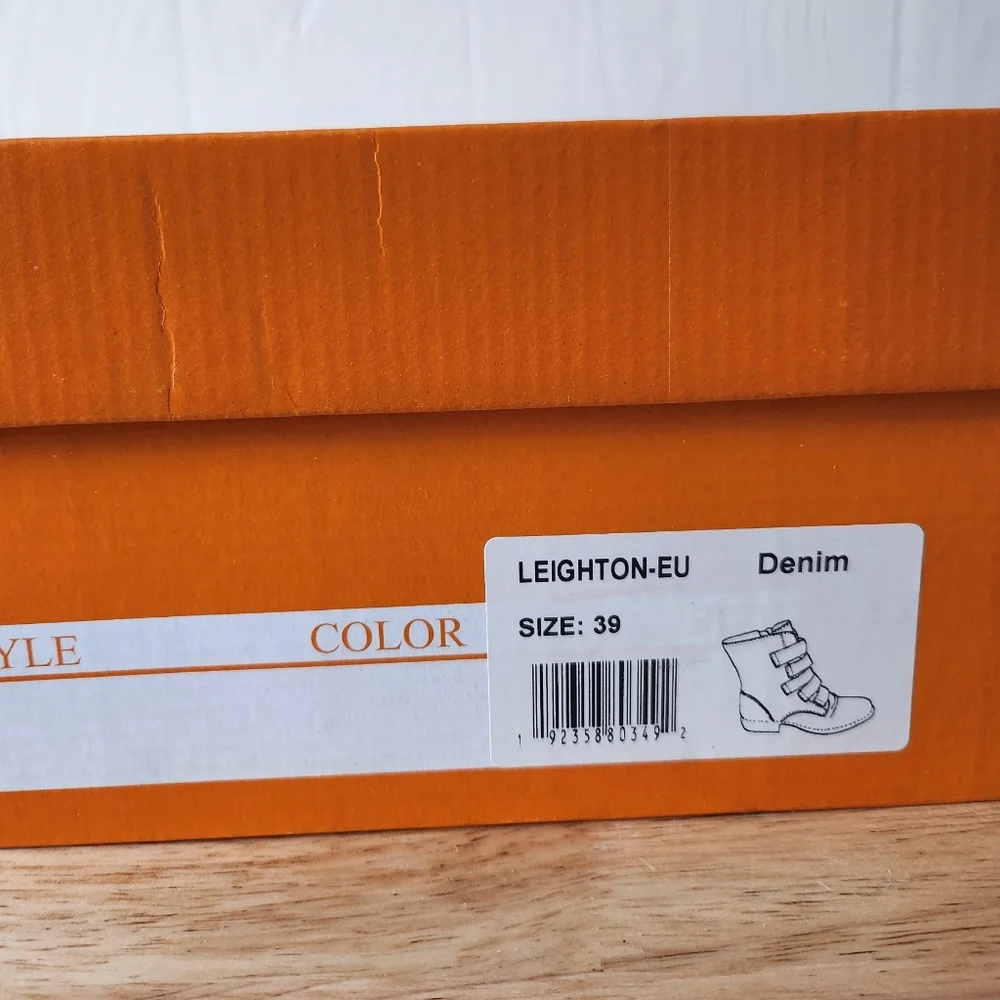 LEIGHTON-EU Denim
SIZE: 39
YLE COLOR
1 92358 80349 2